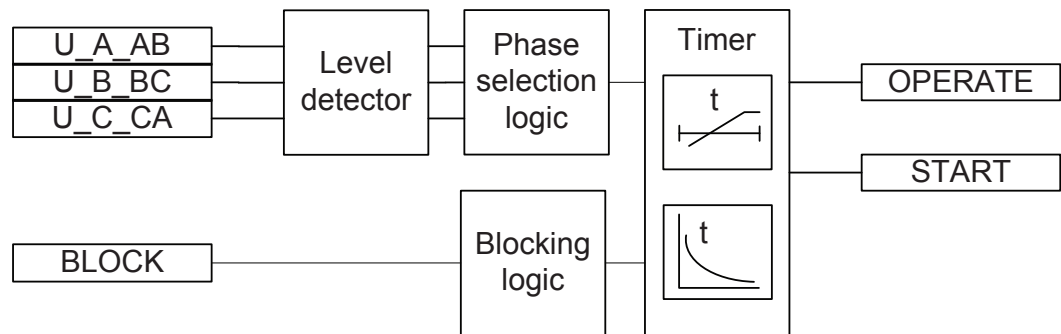 U_A_AB
U_B_BC
U_C_CA
Level
detector
Phase
selection
logic
Timer
t
OPERATE
START
BLOCK
Blocking
logic
t